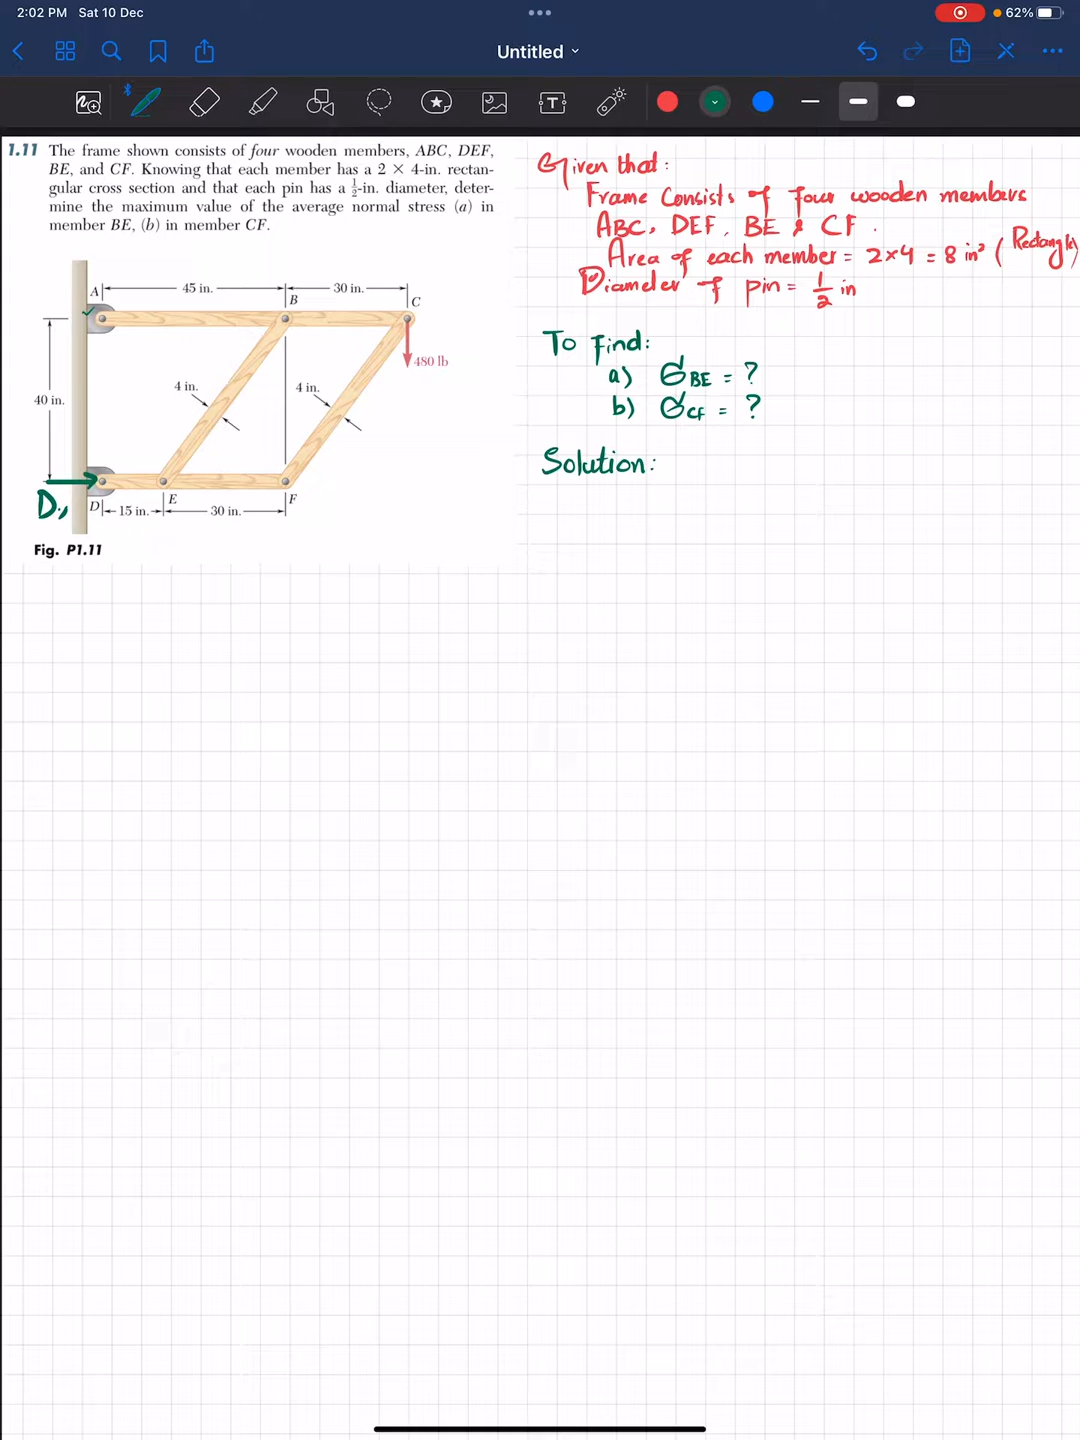 2:02 PM Sat 10 Dec
62%
Untitled
T
1.11 The frame shown consists of four wooden members, ABC, DEF,
BE, and CF. Knowing that each member has a 2 × 4-in. rectan-
gular cross section and that each pin has a 1/2-in. diameter, deter-
mine the maximum value of the average normal stress (a) in
member BE, (b) in member CF.
A
45 in.
B
30 in.
C
480 lb
4 in.
4 in.
40 in.
D
15 in.
E
30 in.
F
Fig. P1.11
Given that:
Frame Consists of four wooden members
ABC, DEF, BE & CF.
Area of each member = 2×4 = 8 in² (Rectangle)
Diameter of pin = 1/2 in
To find:
a) σBE = ?
b) σCF = ?
Solution: